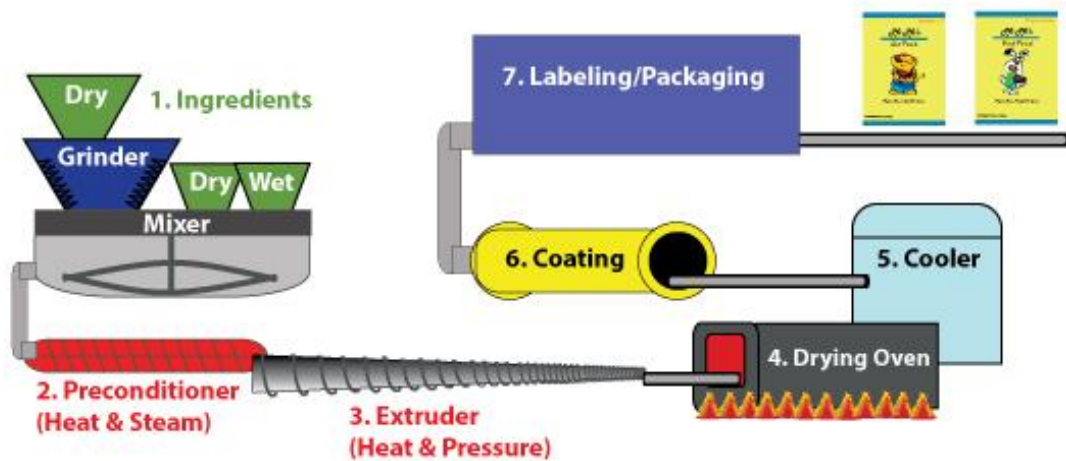 Dry
1. Ingredients
Grinder
Dry
Wet
Mixer
2. Preconditioner
(Heat & Steam)
3. Extruder
(Heat & Pressure)
4. Drying Oven
5. Cooler
6. Coating
7. Labeling/Packaging